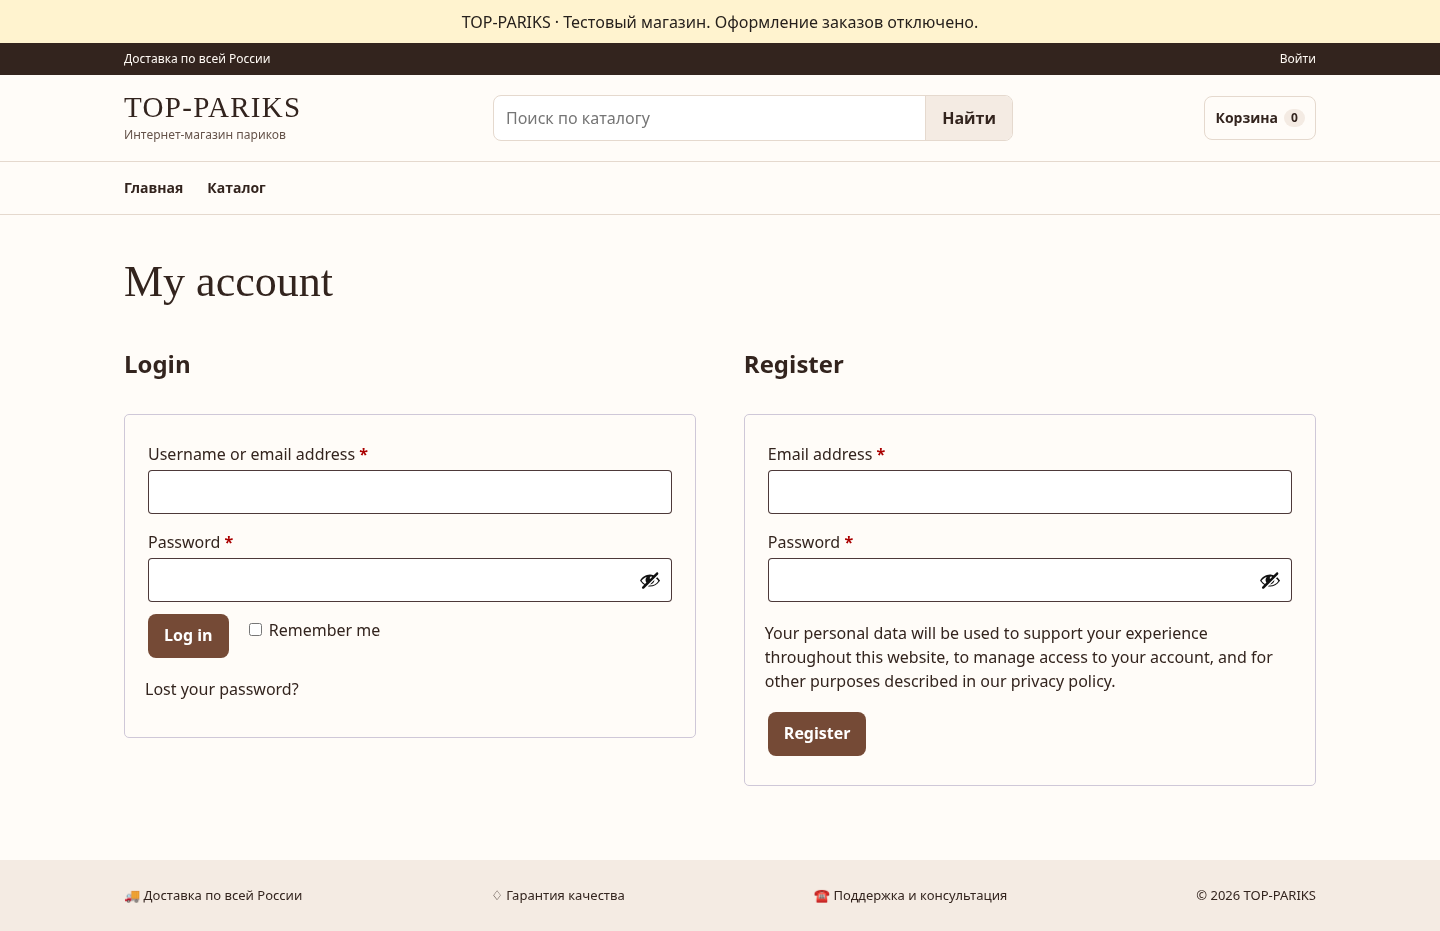 TOP-PARIKS · Тестовый магазин. Оформление заказов отключено.
Доставка по всей России
Войти
TOP-PARIKS
Интернет-магазин париков
Поиск по каталогу
Найти
Корзина 0
Главная
Каталог
My account
Login
Username or email address *
Password *
Log in
Remember me
Lost your password?
Register
Email address *
Password *
Your personal data will be used to support your experience
throughout this website, to manage access to your account, and for
other purposes described in our privacy policy.
Register
🚚 Доставка по всей России
♢ Гарантия качества
☎️ Поддержка и консультация
© 2026 TOP-PARIKS